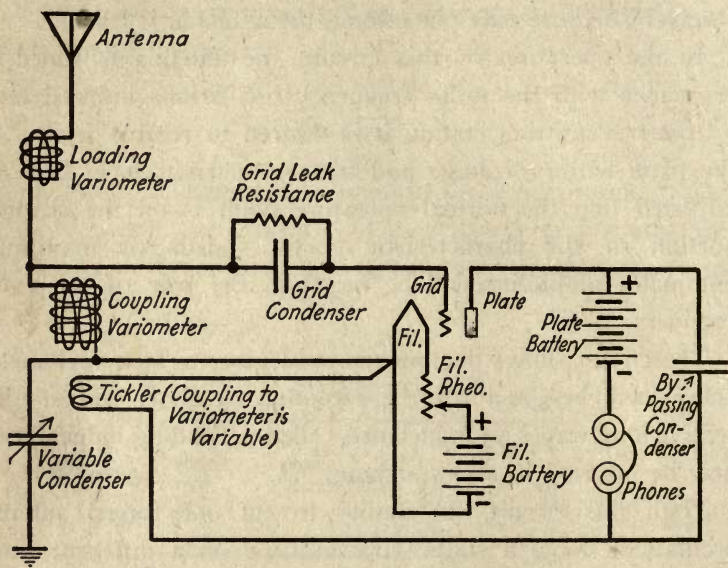 Antenna
Loading
Variometer
Grid Leak
Resistance
Grid
Condenser
Coupling
Variometer
Grid
Plate
+
Plate
Battery
-
Fil.
Fil.
Rheo.
By
Passing
Con-
denser
Tickler (Coupling to
Variometer is
Variable)
Variable
Condenser
+
Fil.
Battery
-
Phones